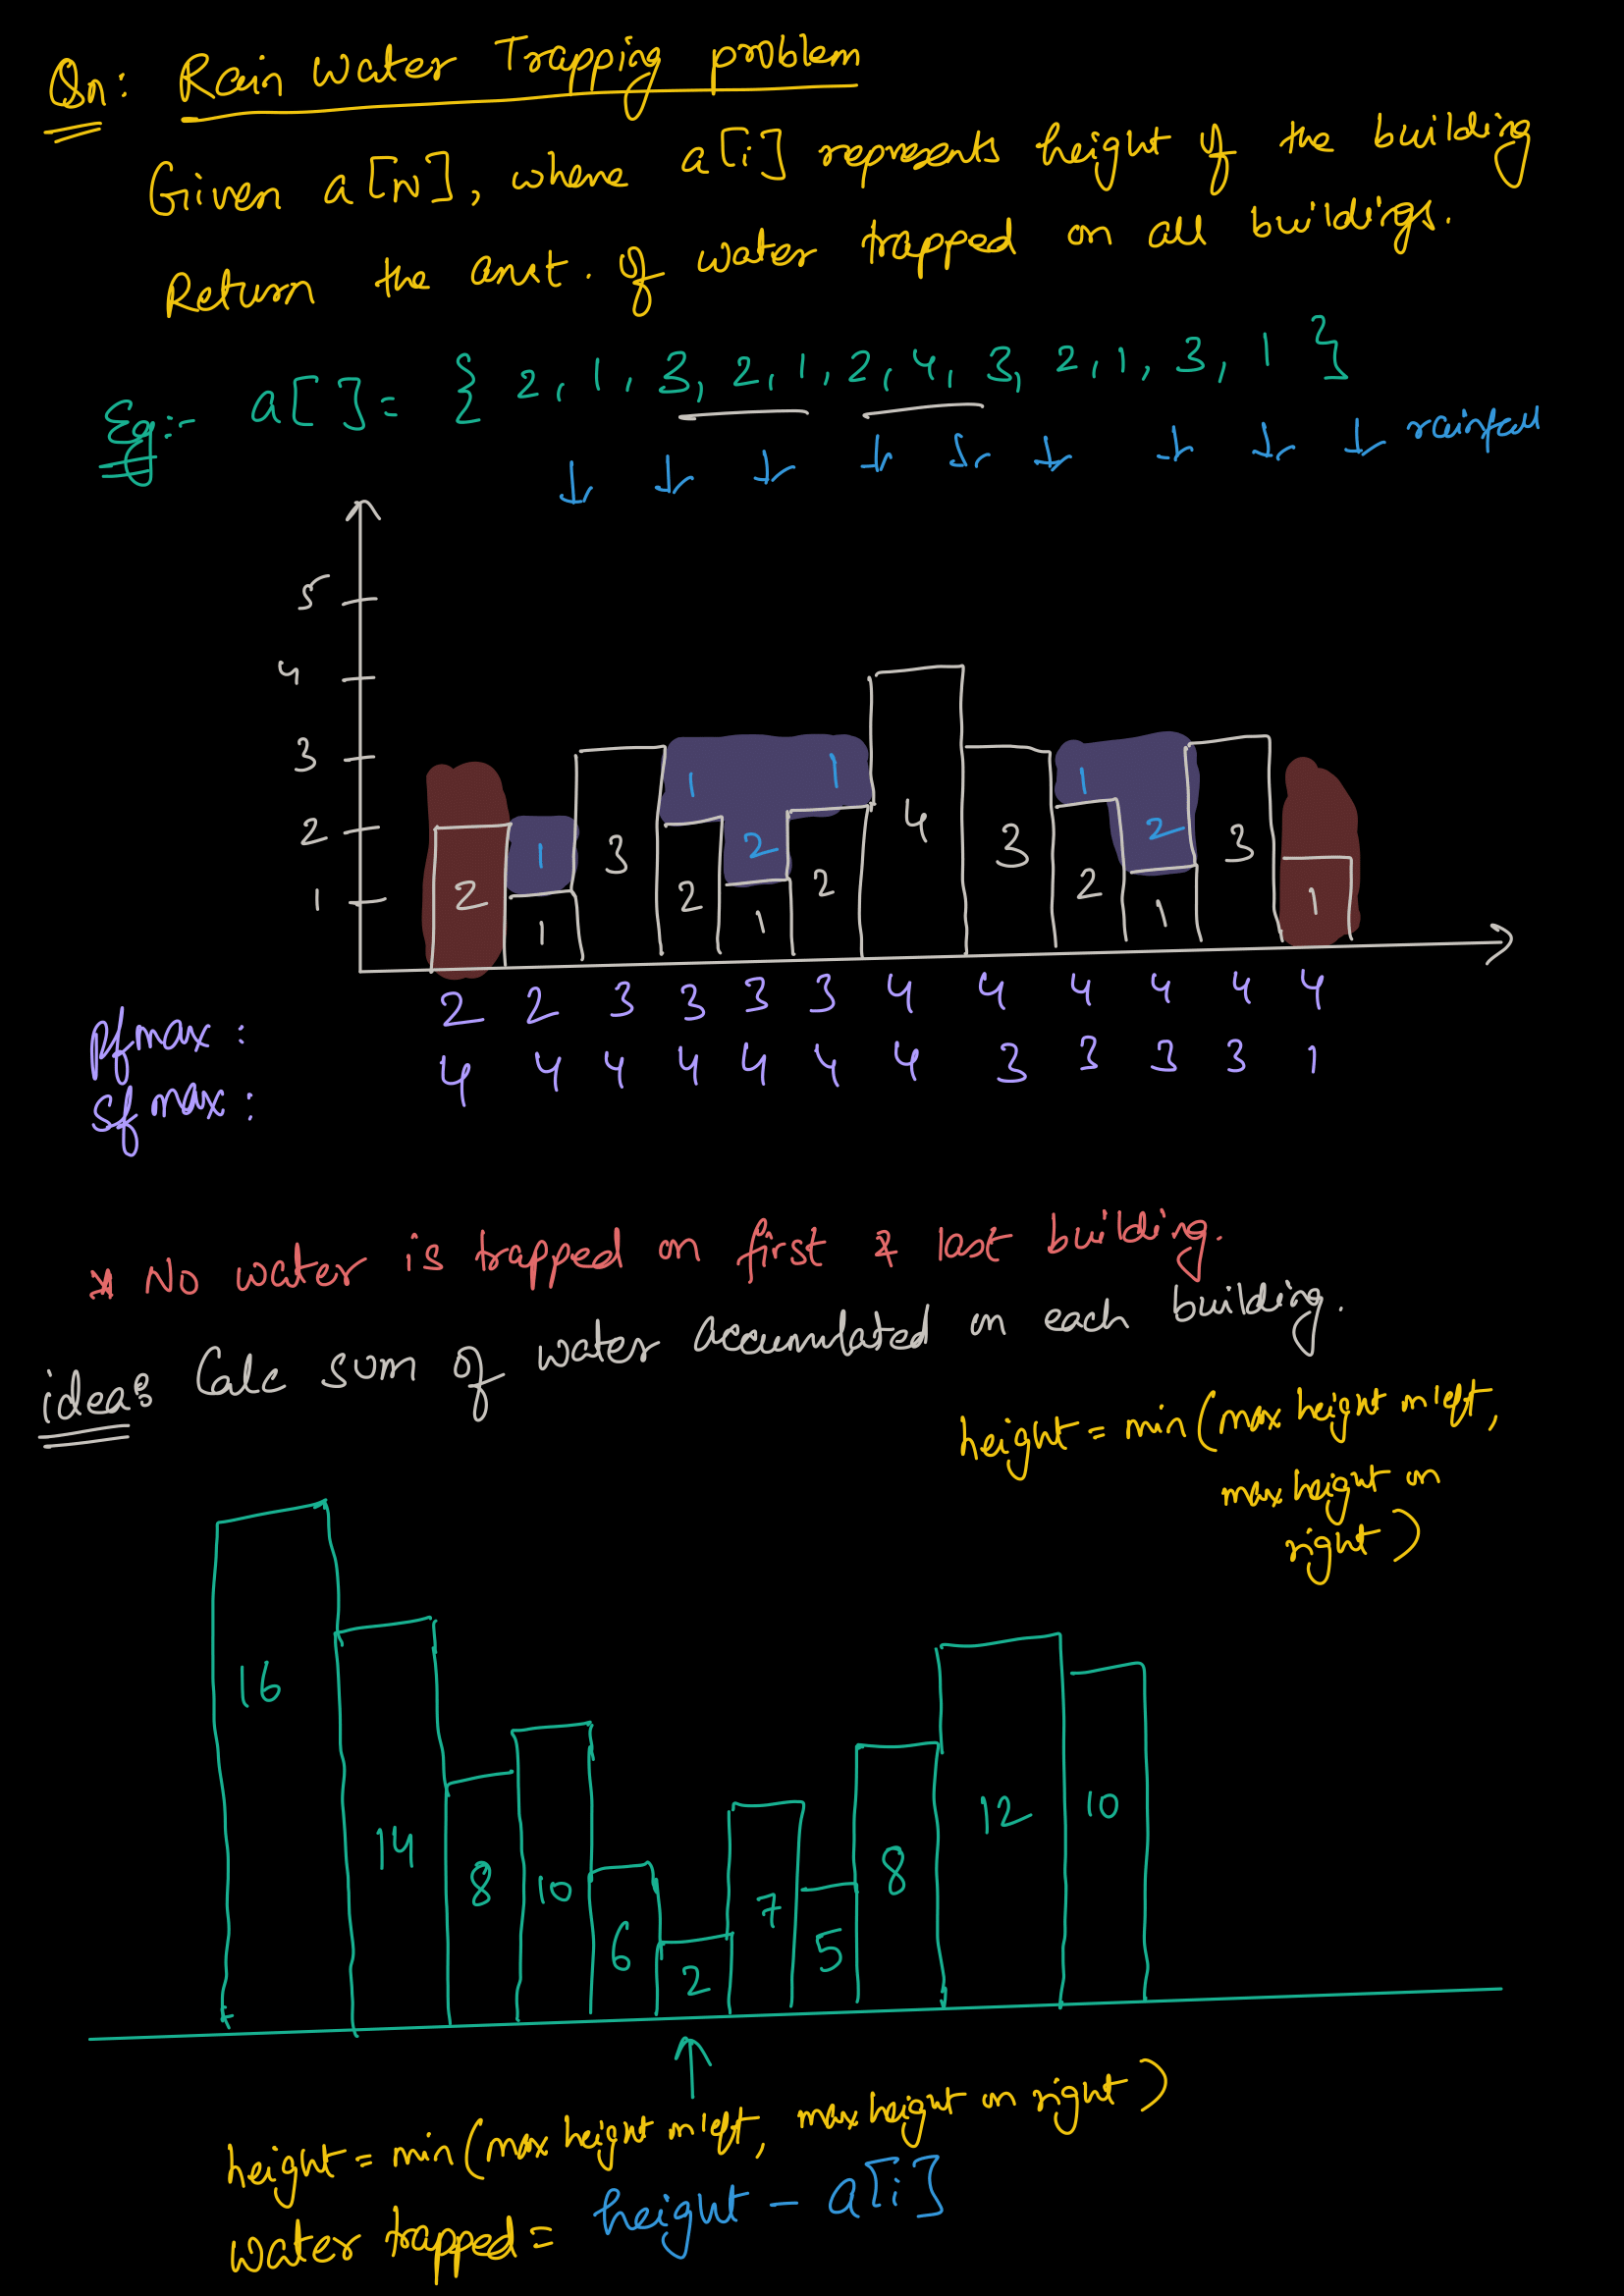 Qn: Rain Water Trapping problem
Given a[N], where a[i] represents height of the building
Return the amt. of water trapped on all buildings.
Eg:- a[]= { 2, 1, 3, 2, 1, 2, 4, 3, 2, 1, 3, 1 }
rainfall
5
4
3
2
1
1 1 1 1
2 2
2 1 3 2 1 2 4 3 2 1 3 1
Pfmax : 2 2 3 3 3 3 4 4 4 4 4 4
Sfmax : 4 4 4 4 4 4 4 3 3 3 3 1
* No water is trapped on first & last building.
idea: Calc sum of water accumulated on each building.
height = min (max height on left,
max height on
right)
16 14 8 10 6 2 7 5 8 12 10
height = min (max height on left, max height on right)
water trapped = height - a[i]